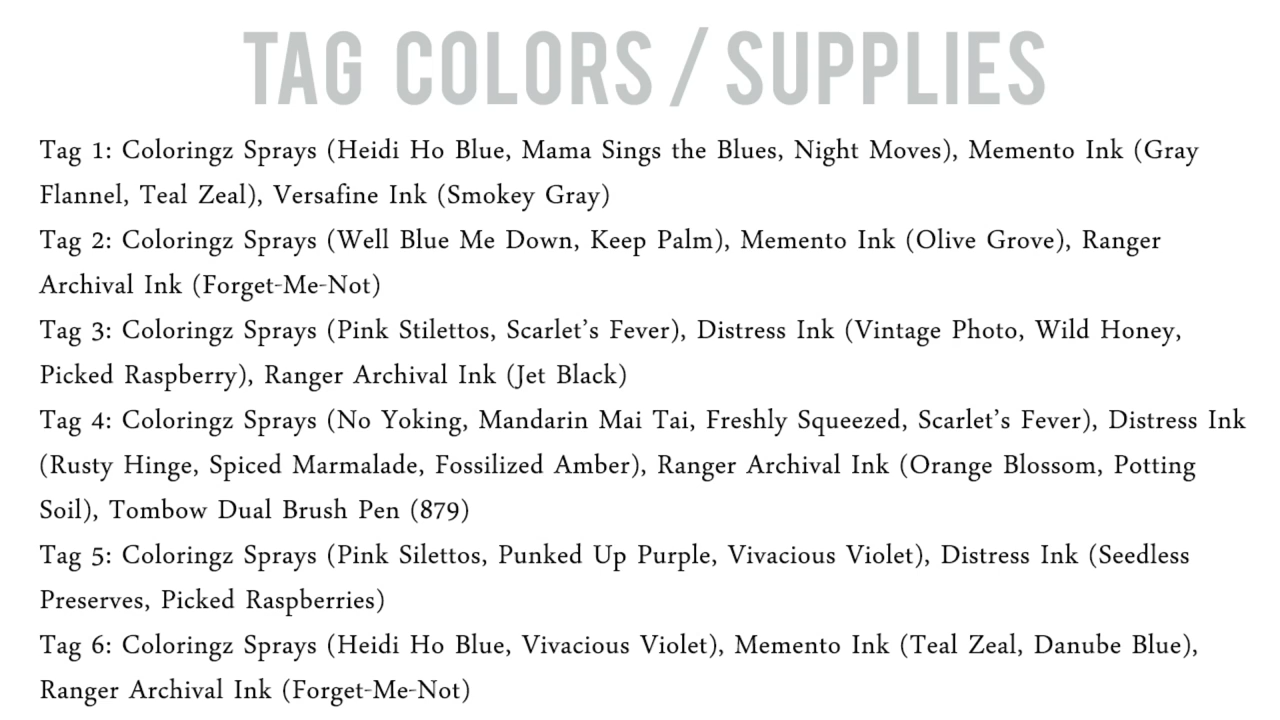 TAG COLORS / SUPPLIES
Tag 1: Coloringz Sprays (Heidi Ho Blue, Mama Sings the Blues, Night Moves), Memento Ink (Gray
Flannel, Teal Zeal), Versafine Ink (Smokey Gray)
Tag 2: Coloringz Sprays (Well Blue Me Down, Keep Palm), Memento Ink (Olive Grove), Ranger
Archival Ink (Forget-Me-Not)
Tag 3: Coloringz Sprays (Pink Stilettos, Scarlet’s Fever), Distress Ink (Vintage Photo, Wild Honey,
Picked Raspberry), Ranger Archival Ink (Jet Black)
Tag 4: Coloringz Sprays (No Yoking, Mandarin Mai Tai, Freshly Squeezed, Scarlet’s Fever), Distress Ink
(Rusty Hinge, Spiced Marmalade, Fossilized Amber), Ranger Archival Ink (Orange Blossom, Potting
Soil), Tombow Dual Brush Pen (879)
Tag 5: Coloringz Sprays (Pink Silettos, Punked Up Purple, Vivacious Violet), Distress Ink (Seedless
Preserves, Picked Raspberries)
Tag 6: Coloringz Sprays (Heidi Ho Blue, Vivacious Violet), Memento Ink (Teal Zeal, Danube Blue),
Ranger Archival Ink (Forget-Me-Not)